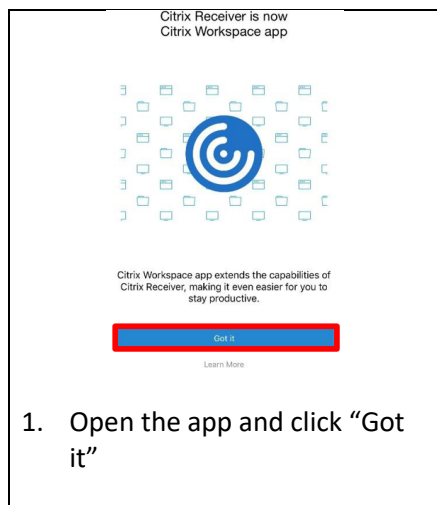 Citrix Receiver is now
Citrix Workspace app
Citrix Workspace app extends the capabilities of
Citrix Receiver, making it even easier for you to
stay productive.
Got it
Learn More
1. Open the app and click “Got
it”